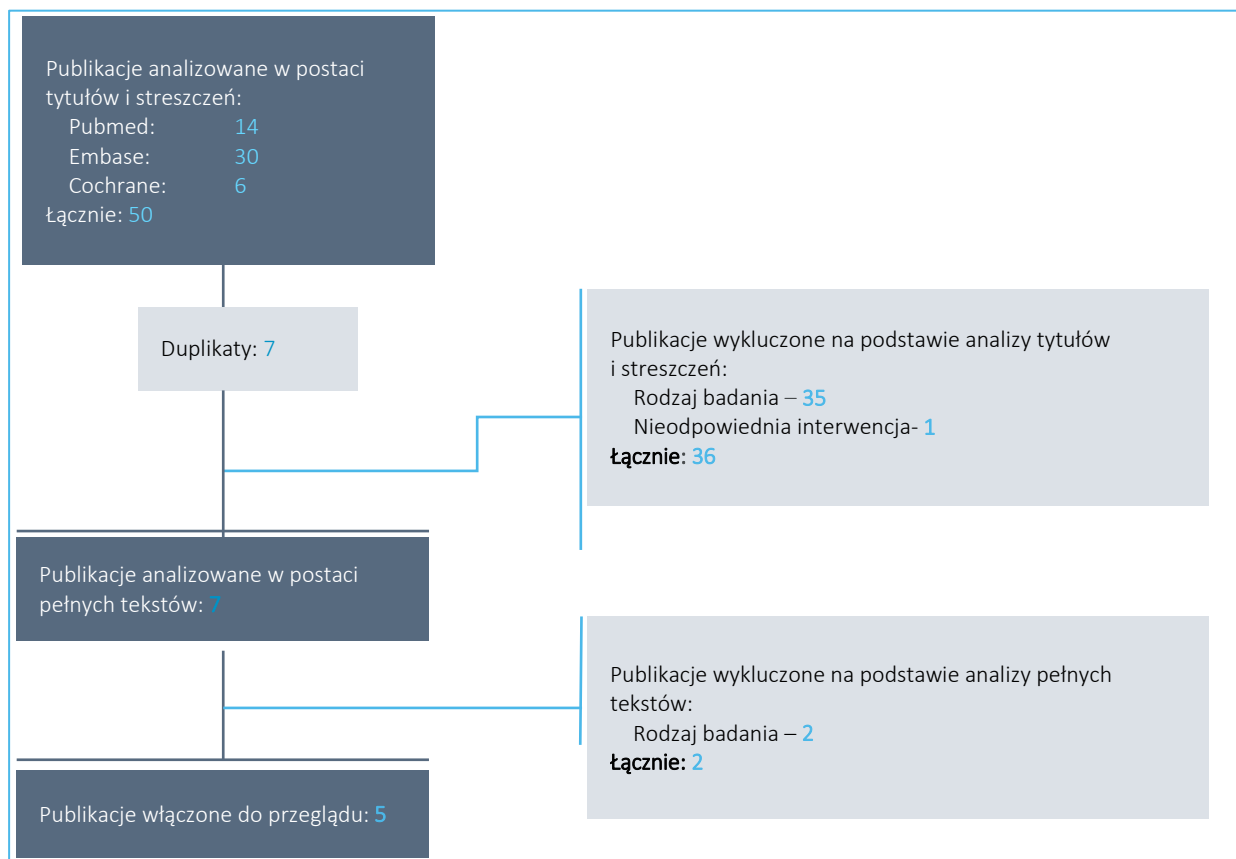 Publikacje analizowane w postaci
tytułów i streszczeń:
Pubmed: 14
Embase: 30
Cochrane: 6
Łącznie: 50
Duplikaty: 7
Publikacje wykluczone na podstawie analizy tytułów
i streszczeń:
Rodzaj badania – 35
Nieodpowiednia interwencja- 1
Łącznie: 36
Publikacje analizowane w postaci
pełnych tekstów: 7
Publikacje wykluczone na podstawie analizy pełnych
tekstów:
Rodzaj badania – 2
Łącznie: 2
Publikacje włączone do przeglądu: 5